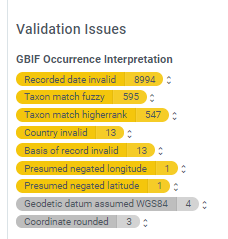 Validation Issues
GBIF Occurrence Interpretation
Recorded date invalid 8994
Taxon match fuzzy 595
Taxon match higherrank 547
Country invalid 13
Basis of record invalid 13
Presumed negated longitude 1
Presumed negated latitude 1
Geodetic datum assumed WGS84 4
Coordinate rounded 3